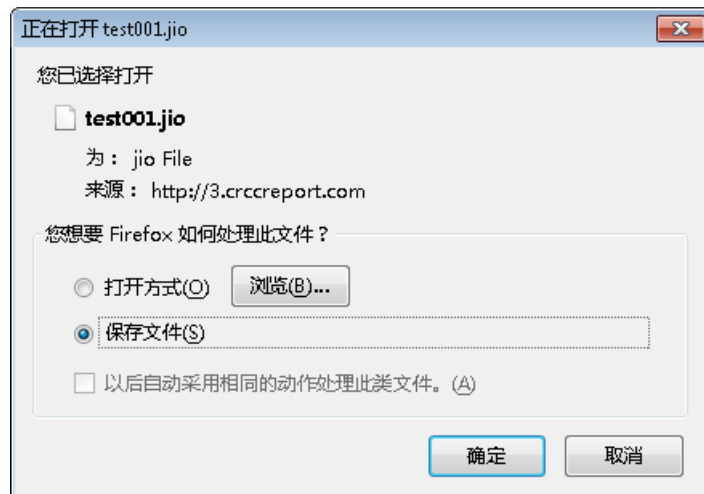 正在打开 test001.jio
您已选择打开
test001.jio
为： jio File
来源： http://3.crccreport.com
您想要 Firefox 如何处理此文件？
打开方式(O) 浏览(B)...
保存文件(S)
以后自动采用相同的动作处理此类文件。(A)
确定 取消